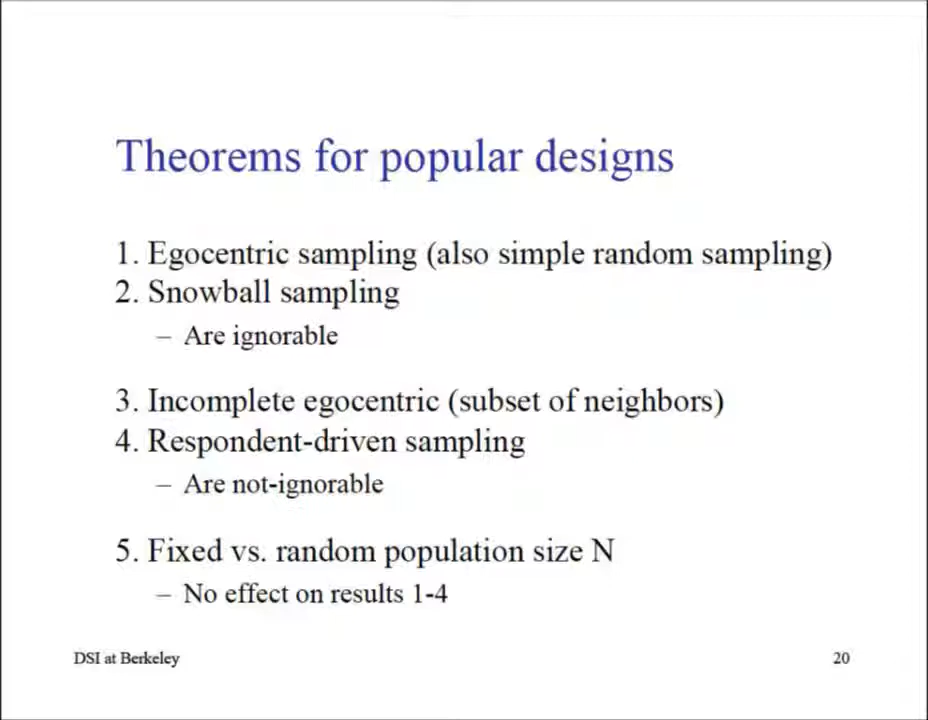 Theorems for popular designs
1. Egocentric sampling (also simple random sampling)
2. Snowball sampling
– Are ignorable
3. Incomplete egocentric (subset of neighbors)
4. Respondent-driven sampling
– Are not-ignorable
5. Fixed vs. random population size N
– No effect on results 1-4
DSI at Berkeley
20